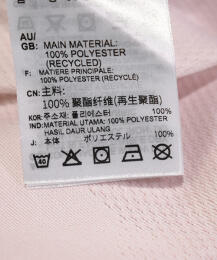 AU/
GB: MAIN MATERIAL:
100% POLYESTER
(RECYCLED)
F: MATIÈRE PRINCIPALE:
100% POLYESTER (RECYCLÉ)
CN: 主料:
100% 聚酯纤维(再生聚酯)
KOR: 주소재: 폴리에스터 100%
IND: MATERIAL UTAMA: 100% POLYESTER
HASIL DAUR ULANG
J: 本体 ポリエステル 100%
40